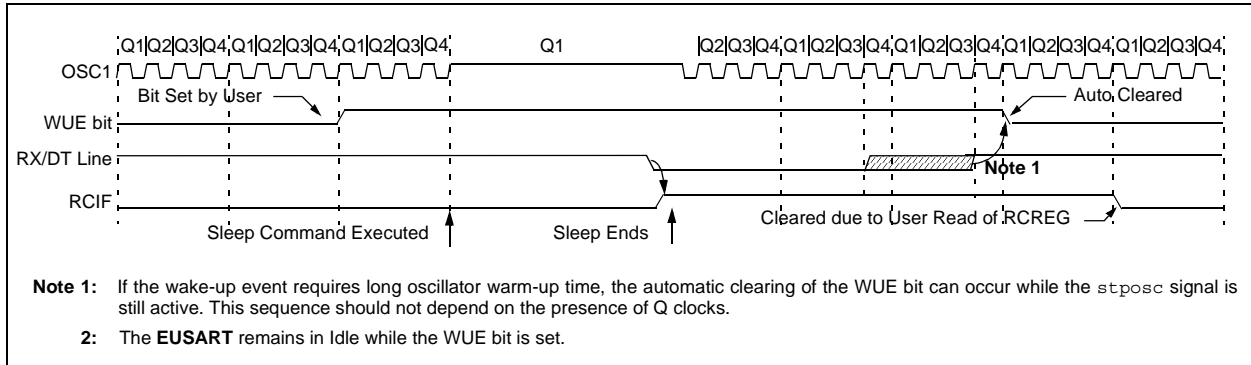 Q1|Q2|Q3|Q4|Q1|Q2|Q3|Q4|Q1|Q2|Q3|Q4 Q1 |Q2|Q3|Q4|Q1|Q2|Q3|Q4|Q1|Q2|Q3|Q4|Q1|Q2|Q3|Q4|Q1|Q2|Q3|Q4
OSC1
Bit Set by User Auto Cleared
WUE bit
RX/DT Line
Note 1
RCIF
Cleared due to User Read of RCREG
Sleep Command Executed Sleep Ends
Note 1: If the wake-up event requires long oscillator warm-up time, the automatic clearing of the WUE bit can occur while the stposc signal is
still active. This sequence should not depend on the presence of Q clocks.
2: The EUSART remains in Idle while the WUE bit is set.